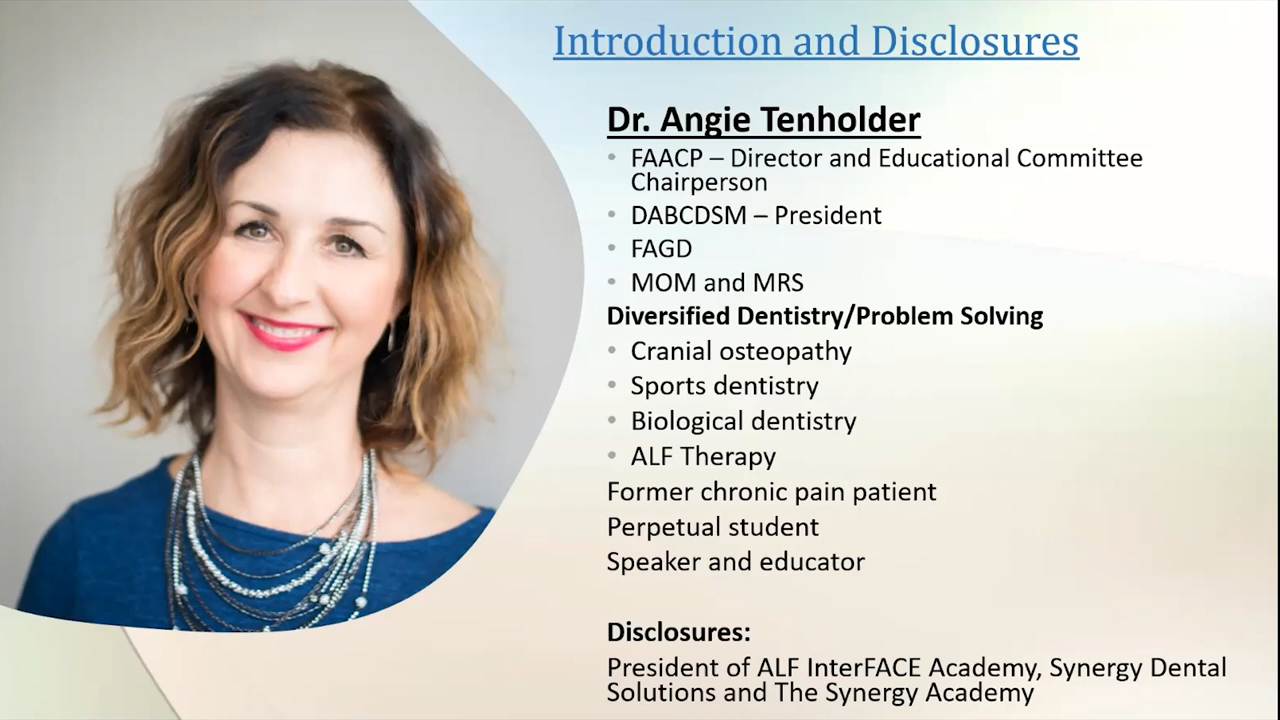 Introduction and Disclosures
Dr. Angie Tenholder
• FAACP – Director and Educational Committee
Chairperson
• DABCDSM – President
• FAGD
• MOM and MRS
Diversified Dentistry/Problem Solving
• Cranial osteopathy
• Sports dentistry
• Biological dentistry
• ALF Therapy
Former chronic pain patient
Perpetual student
Speaker and educator
Disclosures:
President of ALF InterFACE Academy, Synergy Dental
Solutions and The Synergy Academy